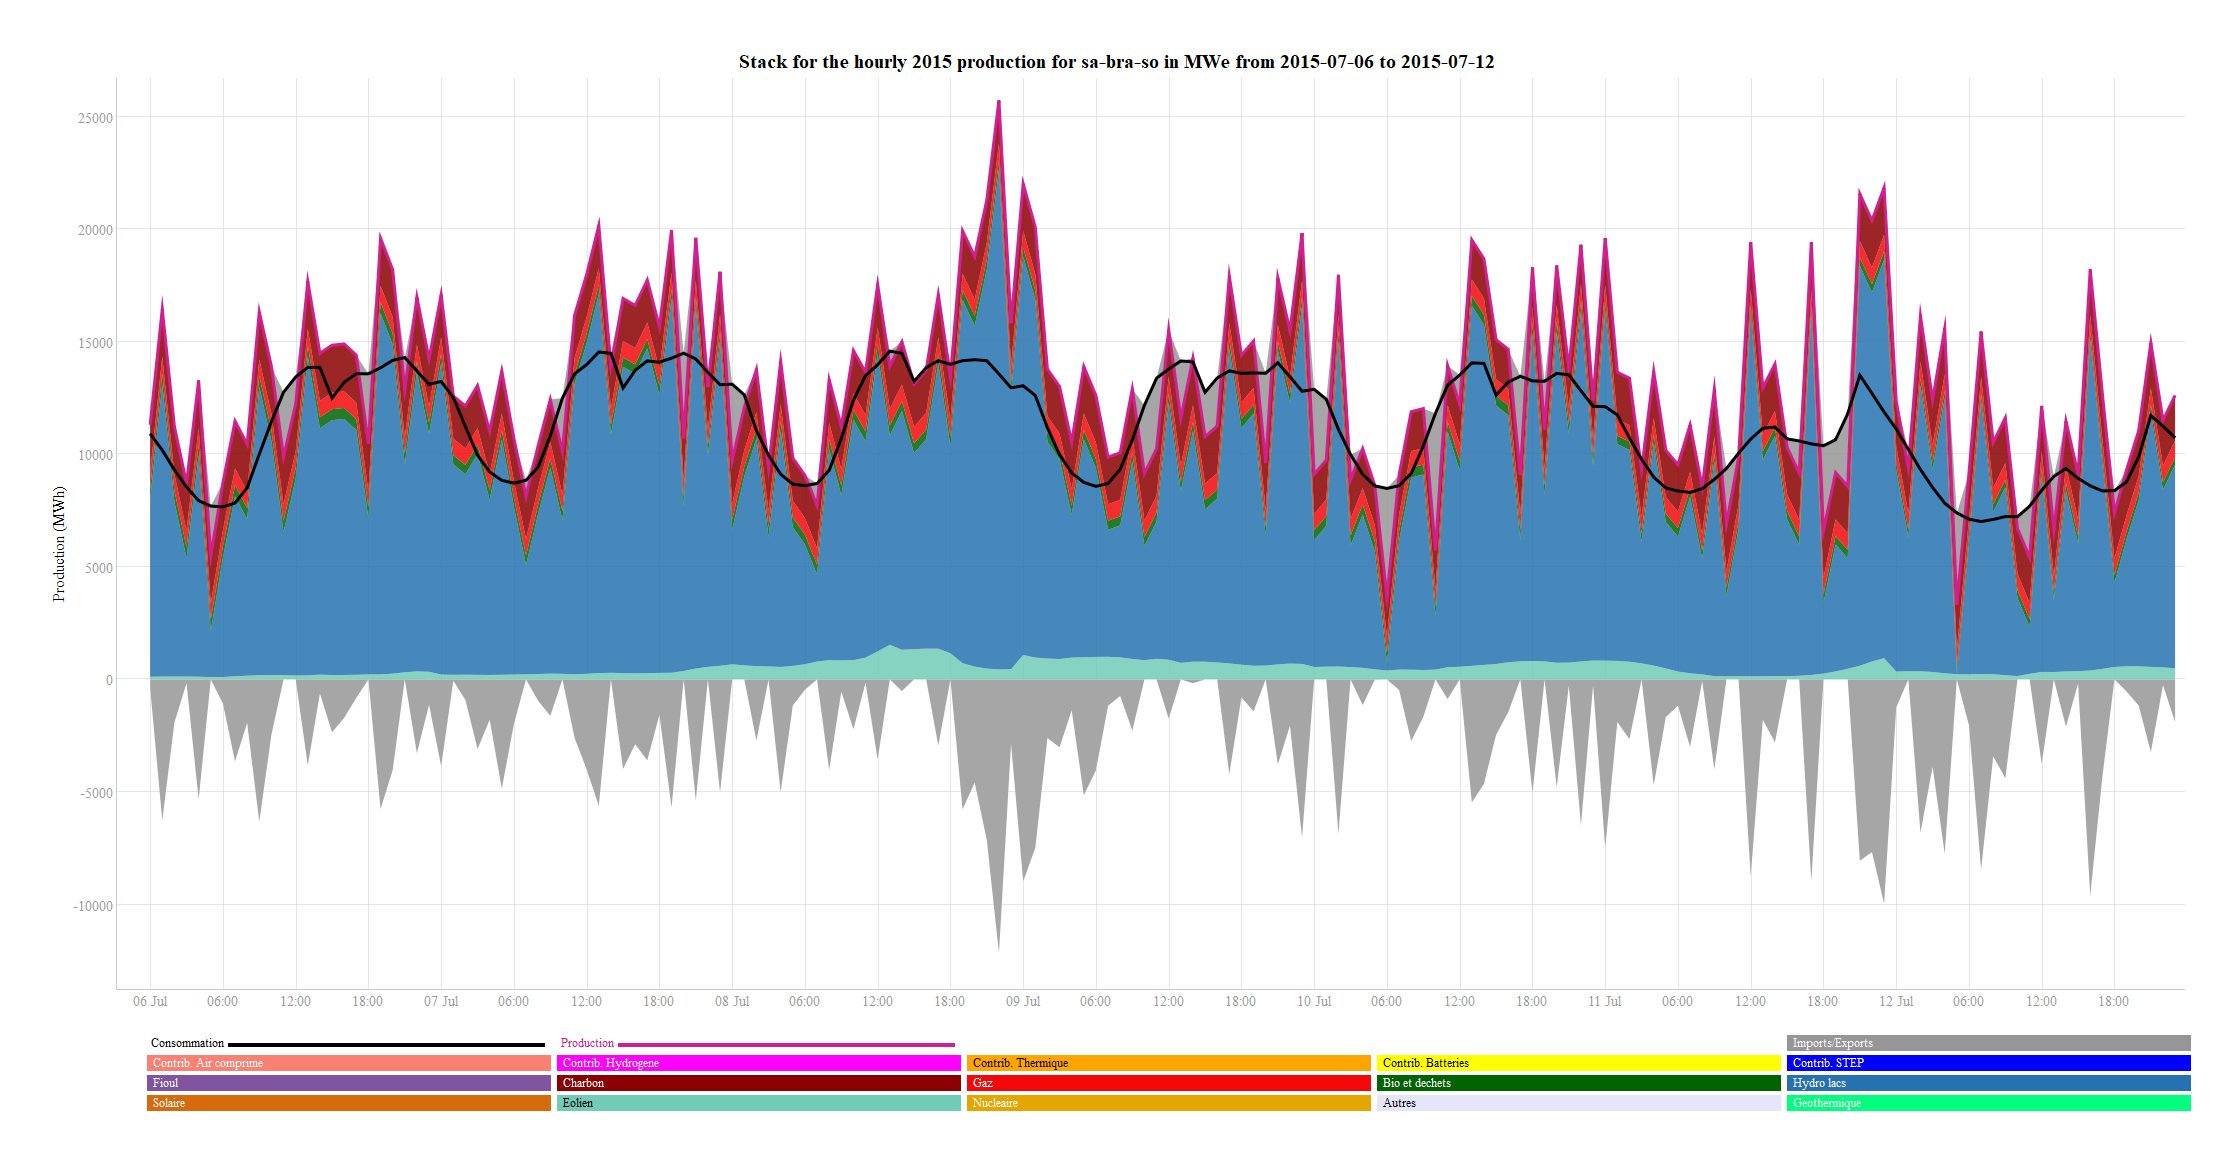 Stack for the hourly 2015 production for sa-bra-so in MWe from 2015-07-06 to 2015-07-12
Production (MWh)
25000
20000
15000
10000
5000
0
-5000
-10000
06 Jul 06:00 12:00 18:00 07 Jul 06:00 12:00 18:00 08 Jul 06:00 12:00 18:00 09 Jul 06:00 12:00 18:00 10 Jul 06:00 12:00 18:00 11 Jul 06:00 12:00 18:00 12 Jul 06:00 12:00 18:00
Consommation Production Imports/Exports
Contrib. Air comprime Contrib. Hydrogene Contrib. Thermique Contrib. Batteries Contrib. STEP
Fioul Charbon Gaz Bio et dechets Hydro lacs
Solaire Eolien Nucleaire Autres Geothermique